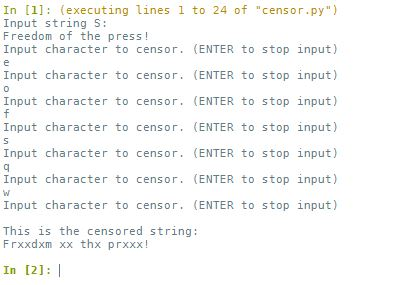 In [1]: (executing lines 1 to 24 of "censor.py")
Input string S:
Freedom of the press!
Input character to censor. (ENTER to stop input)
e
Input character to censor. (ENTER to stop input)
o
Input character to censor. (ENTER to stop input)
f
Input character to censor. (ENTER to stop input)
s
Input character to censor. (ENTER to stop input)
q
Input character to censor. (ENTER to stop input)
w
Input character to censor. (ENTER to stop input)
This is the censored string:
Frxxdxm xx thx prxxx!
In [2]: